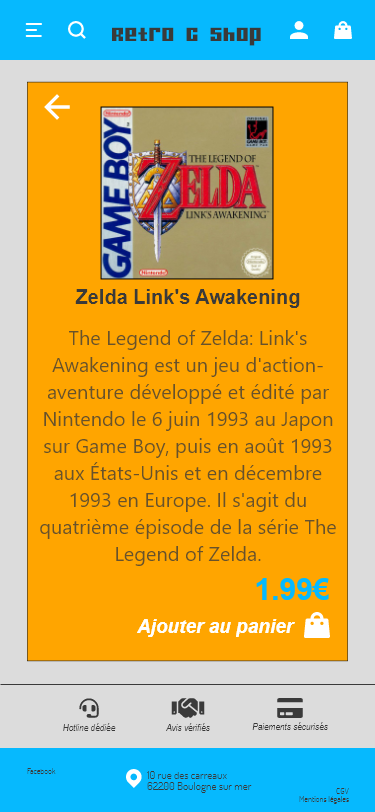 Retro C Shop
Nintendo
GAME BOY
ORIGINAL
THE LEGEND OF
ZELDA
LINK'S AWAKENING
Nintendo
Zelda Link's Awakening
The Legend of Zelda: Link's
Awakening est un jeu d'action-
aventure développé et édité par
Nintendo le 6 juin 1993 au Japon
sur Game Boy, puis en août 1993
aux États-Unis et en décembre
1993 en Europe. Il s'agit du
quatrième épisode de la série The
Legend of Zelda.
1.99€
Ajouter au panier
Hotline dédiée
Avis vérifiés
Paiements sécurisés
Facebook
10 rue des carreaux
62200 Boulogne sur mer
CGV
Mentions légales